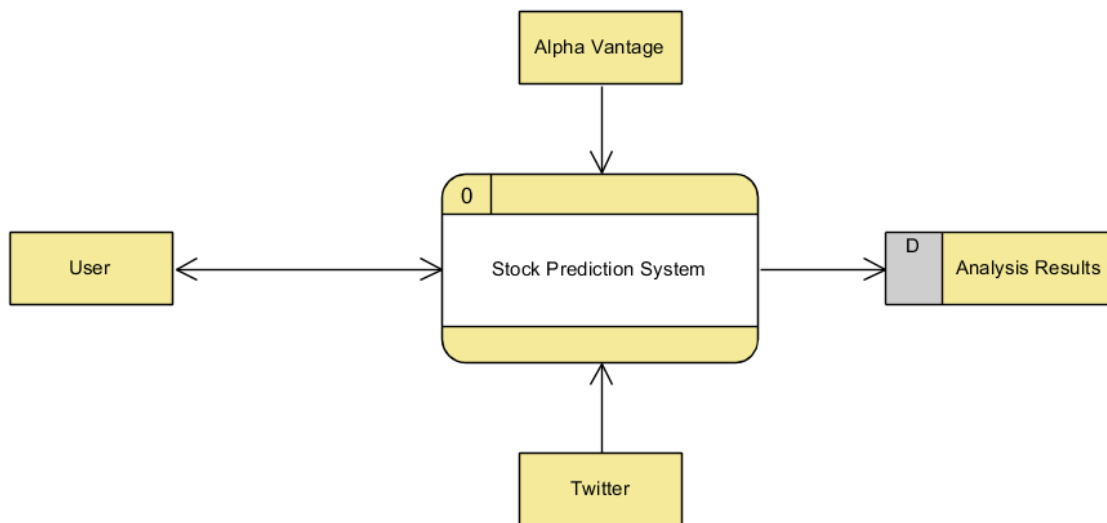 Alpha Vantage
0
D
User
Stock Prediction System
Analysis Results
Twitter